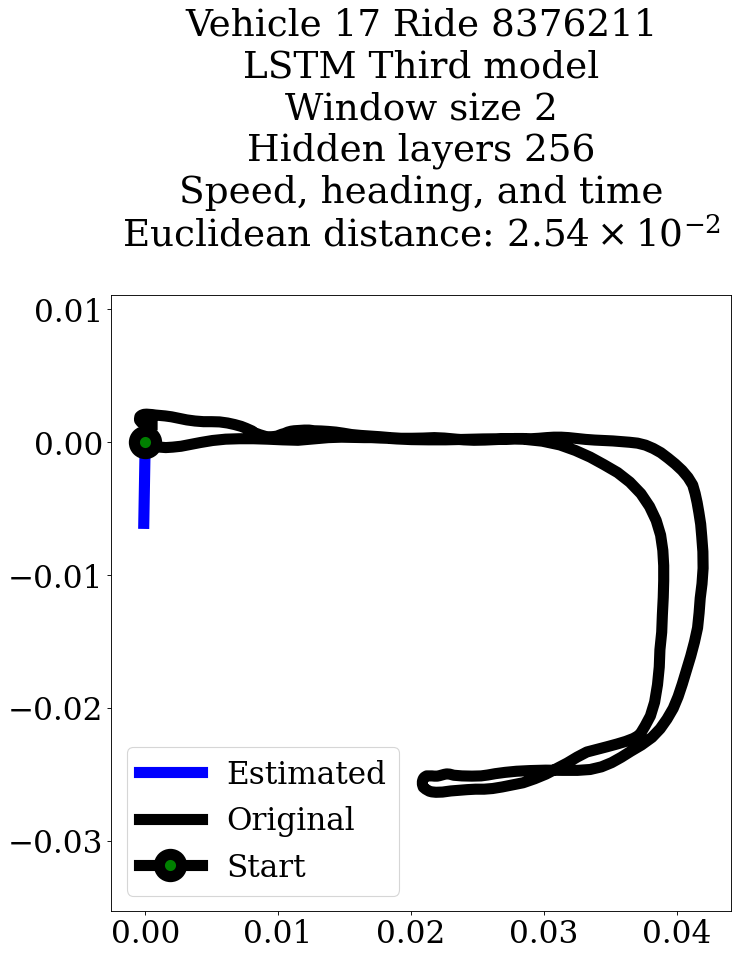 Vehicle 17 Ride 8376211
LSTM Third model
Window size 2
Hidden layers 256
Speed, heading, and time
Euclidean distance: 2.54 × 10⁻²
0.01
0.00
−0.01
−0.02
−0.03
Estimated
Original
Start
0.00 0.01 0.02 0.03 0.04